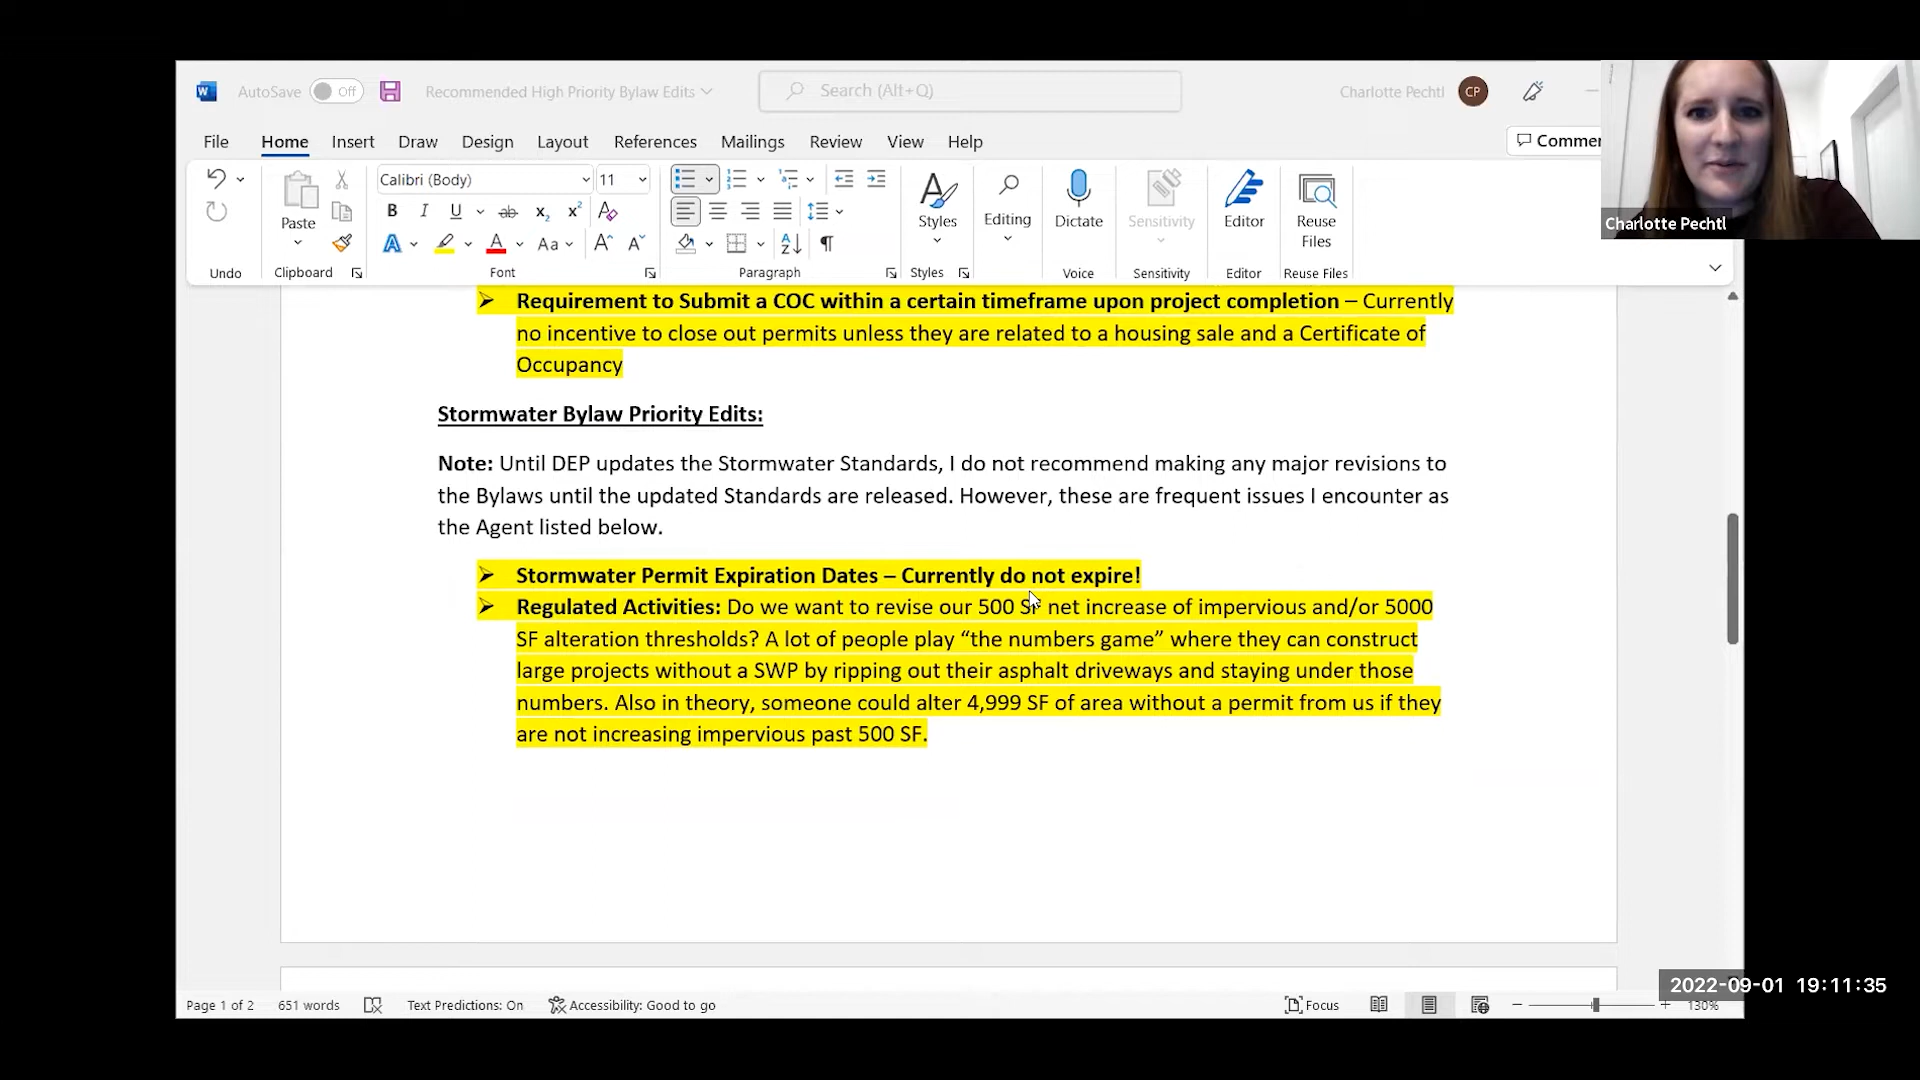 AutoSave Off Recommended High Priority Bylaw Edits Search (Alt+Q) Charlotte Pechtl CP
File Home Insert Draw Design Layout References Mailings Review View Help
Calibri (Body) 11
Paste
B I U ab x₂ x²
A A Aa A A
Styles Editing Dictate Sensitivity Editor Reuse
Files
Undo Clipboard Font Paragraph Styles Voice Sensitivity Editor Reuse Files
Charlotte Pechtl
➢ Requirement to Submit a COC within a certain timeframe upon project completion – Currently
no incentive to close out permits unless they are related to a housing sale and a Certificate of
Occupancy
Stormwater Bylaw Priority Edits:
Note: Until DEP updates the Stormwater Standards, I do not recommend making any major revisions to
the Bylaws until the updated Standards are released. However, these are frequent issues I encounter as
the Agent listed below.
➢ Stormwater Permit Expiration Dates – Currently do not expire!
➢ Regulated Activities: Do we want to revise our 500 SF net increase of impervious and/or 5000
SF alteration thresholds? A lot of people play “the numbers game” where they can construct
large projects without a SWP by ripping out their asphalt driveways and staying under those
numbers. Also in theory, someone could alter 4,999 SF of area without a permit from us if they
are not increasing impervious past 500 SF.
2022-09-01 19:11:35
Page 1 of 2 651 words Text Predictions: On Accessibility: Good to go Focus 130%